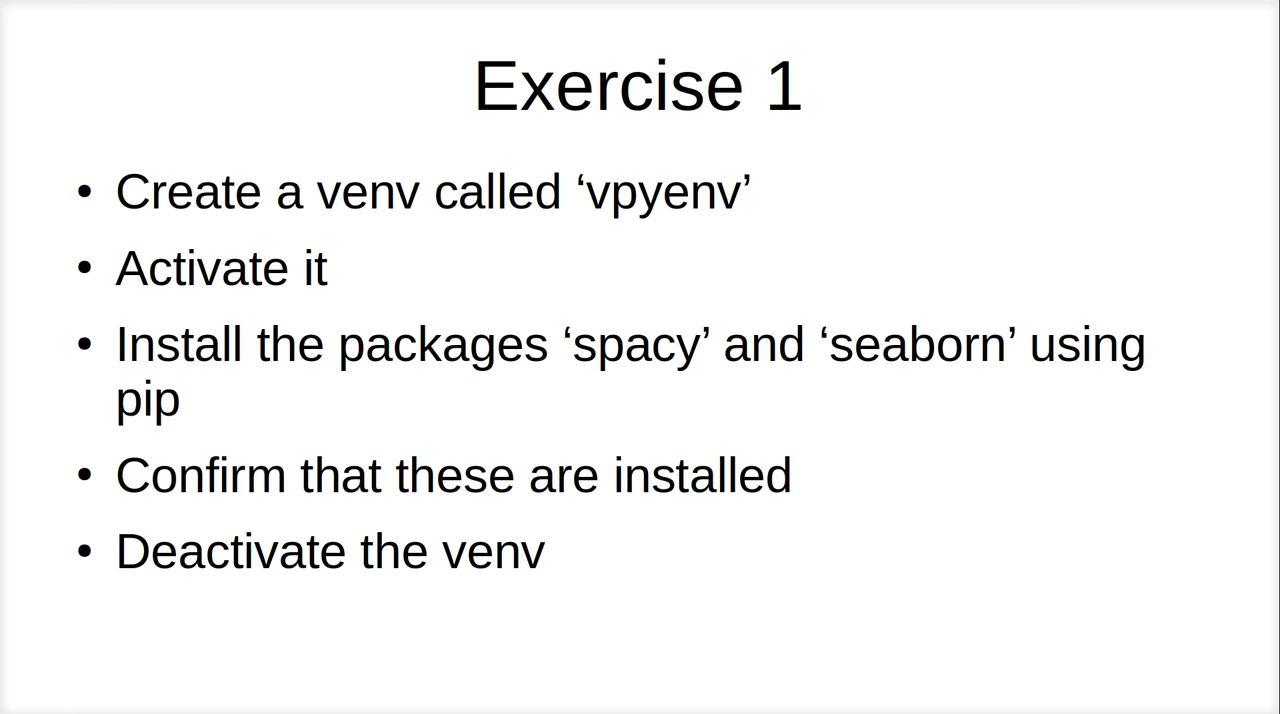 Exercise 1
• Create a venv called ‘vpyenv’
• Activate it
• Install the packages ‘spacy’ and ‘seaborn’ using
pip
• Confirm that these are installed
• Deactivate the venv